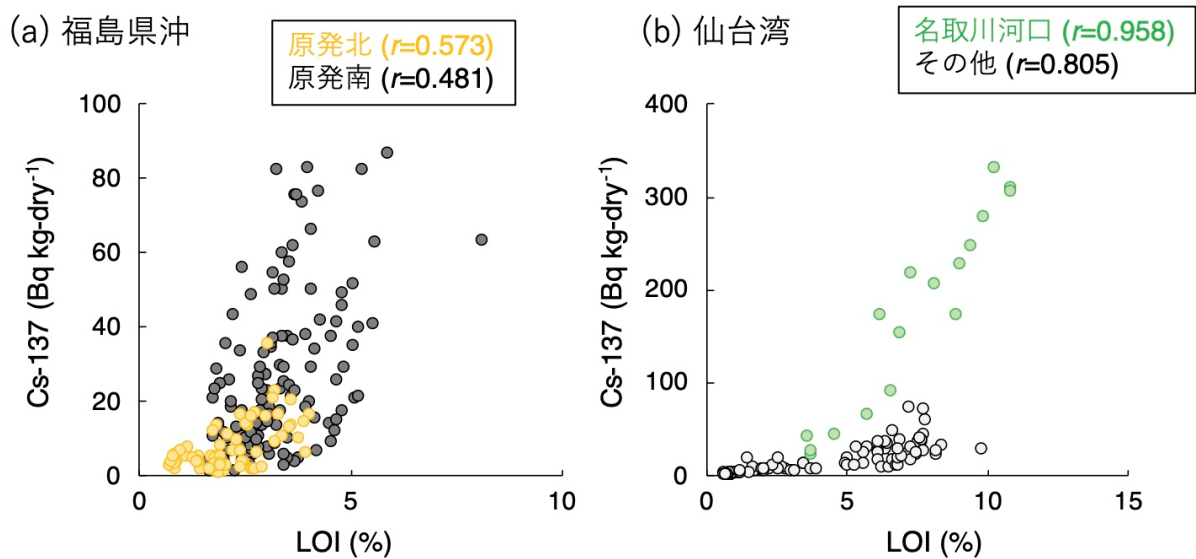 (a) 福島県沖
原発北 (r=0.573)
原発南 (r=0.481)
100
80
60
40
20
0
Cs-137 (Bq kg-dry⁻¹)
0
5
10
LOI (%)
(b) 仙台湾
名取川河口 (r=0.958)
その他 (r=0.805)
400
300
200
100
0
Cs-137 (Bq kg-dry⁻¹)
0
5
10
15
LOI (%)